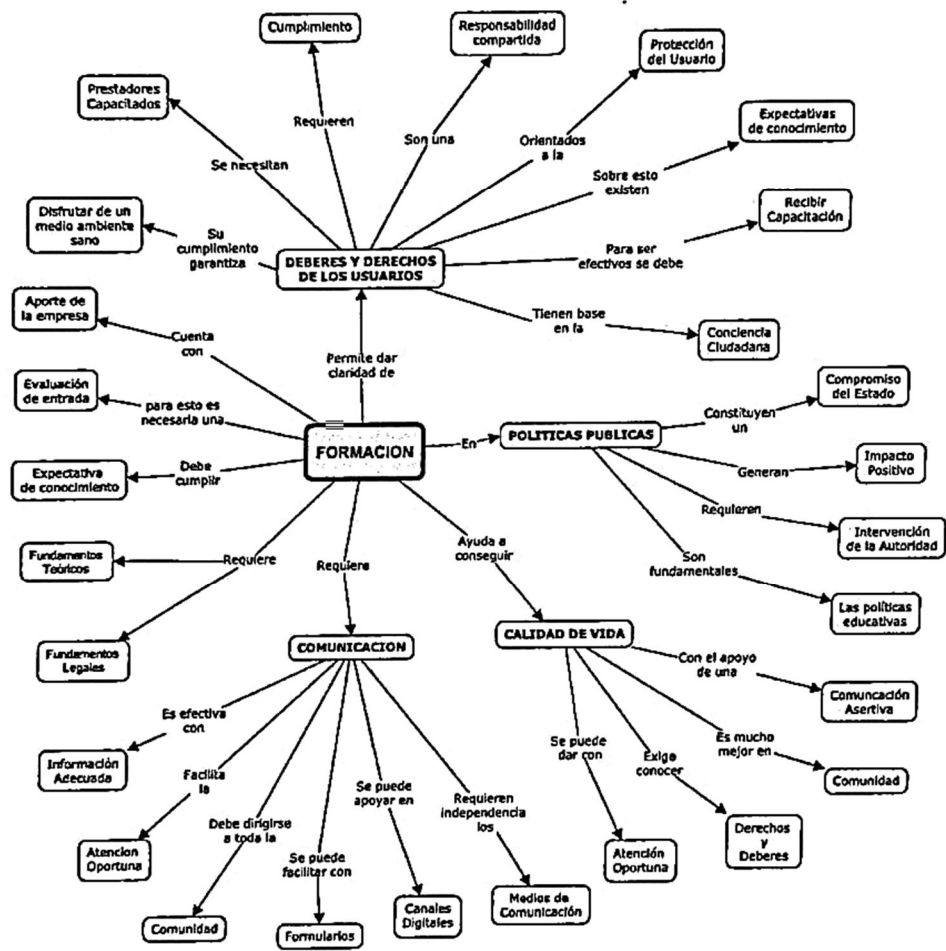 Cumplimiento
Responsabilidad
compartida
Protección
del Usuario
Prestadores
Capacitados
Expectativas
de conocimiento
Requieren
Son una
Orientados
a la
Se necesitan
Sobre esto
existen
Disfrutar de un
medio ambiente
sano
Recibir
Capacitación
Su
cumplimiento
garantiza
DEBERES Y DERECHOS
DE LOS USUARIOS
Para ser
efectivos se debe
Aporte de
la empresa
Tienen base
en la
Conciencia
Ciudadana
Cuenta
con
Permite dar
claridad de
Evaluación
de entrada
para esto es
necesaria una
Compromiso
del Estado
Constituyen
un
FORMACION
En
POLITICAS PUBLICAS
Impacto
Positivo
Generan
Expectativa
de conocimiento
Debe
cumplir
Requieren
Intervención
de la Autoridad
Ayuda a
conseguir
Fundamentos
Teóricos
Requiere
Requiere
Son
fundamentales
Las políticas
educativas
Fundamentos
Legales
COMUNICACION
CALIDAD DE VIDA
Con el apoyo
de una
Comuncación
Asertiva
Es efectiva
con
Información
Adecuada
Se puede
dar con
Exige
conocer
Es mucho
mejor en
Comunidad
Facilita
la
Se puede
apoyar en
Requieren
independencia
los
Debe dirigirse
a toda la
Se puede
facilitar con
Atencion
Oportuna
Atención
Oportuna
Derechos
y
Deberes
Comunidad
Formularios
Canales
Digitales
Medios de
Comunicación